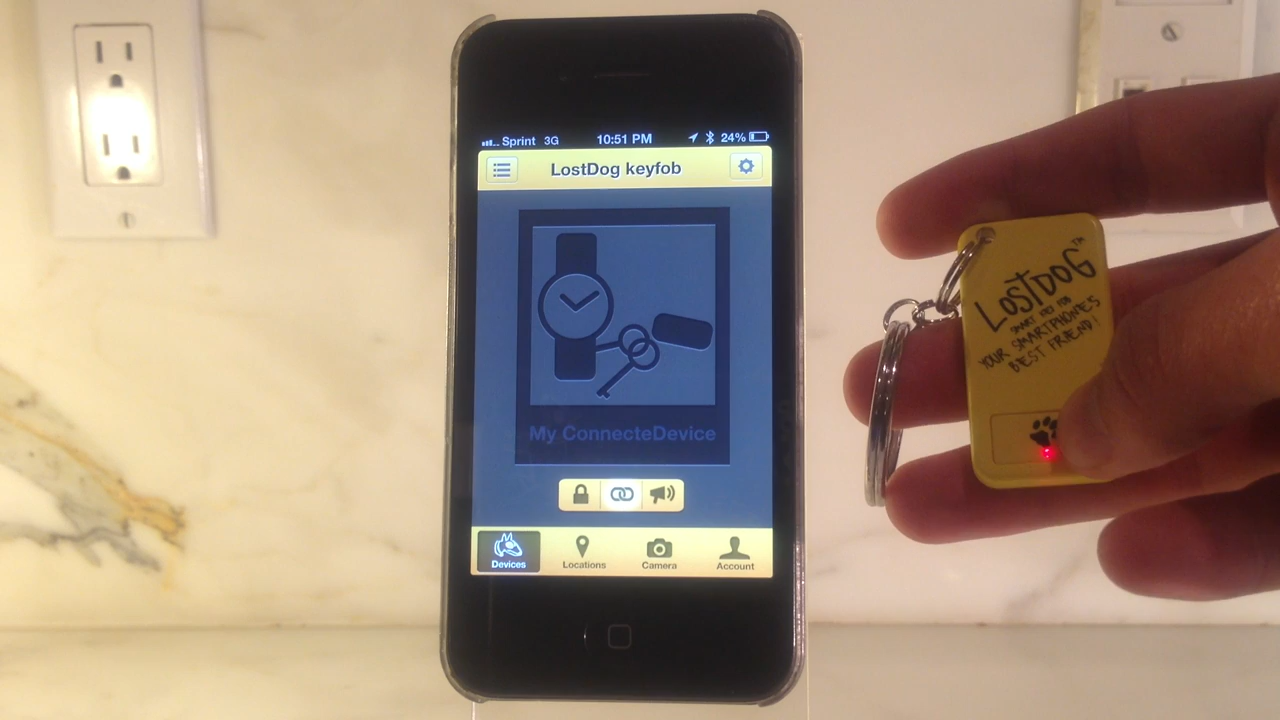 Sprint 3G 10:51 PM 24%
LostDog keyfob
My ConnecteDevice
Devices Locations Camera Account
LOSTDOG™
SMART KEY FOB
YOUR SMARTPHONE'S
BEST FRIEND!